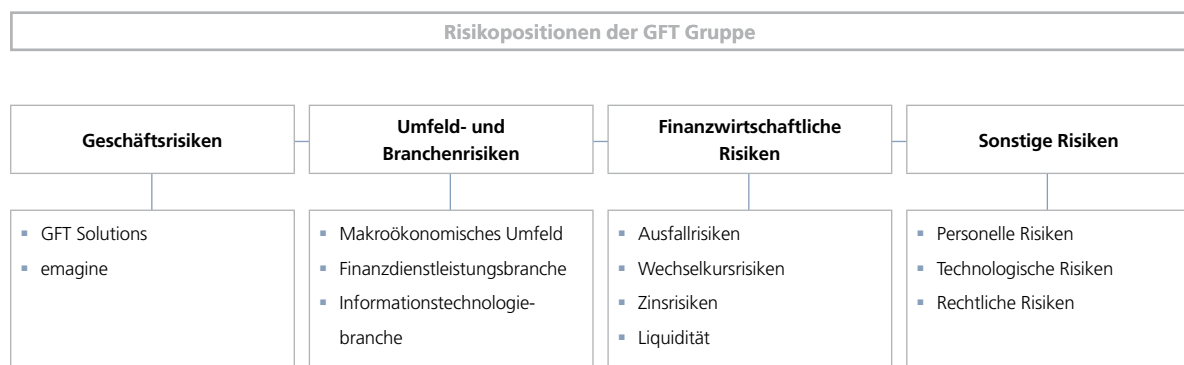 Risikopositionen der GFT Gruppe
Geschäftsrisiken
Umfeld- und
Branchenrisiken
Finanzwirtschaftliche
Risiken
Sonstige Risiken
GFT Solutions
emagine
Makroökonomisches Umfeld
Finanzdienstleistungsbranche
Informationstechnologie-
branche
Ausfallrisiken
Wechselkursrisiken
Zinsrisiken
Liquidität
Personelle Risiken
Technologische Risiken
Rechtliche Risiken